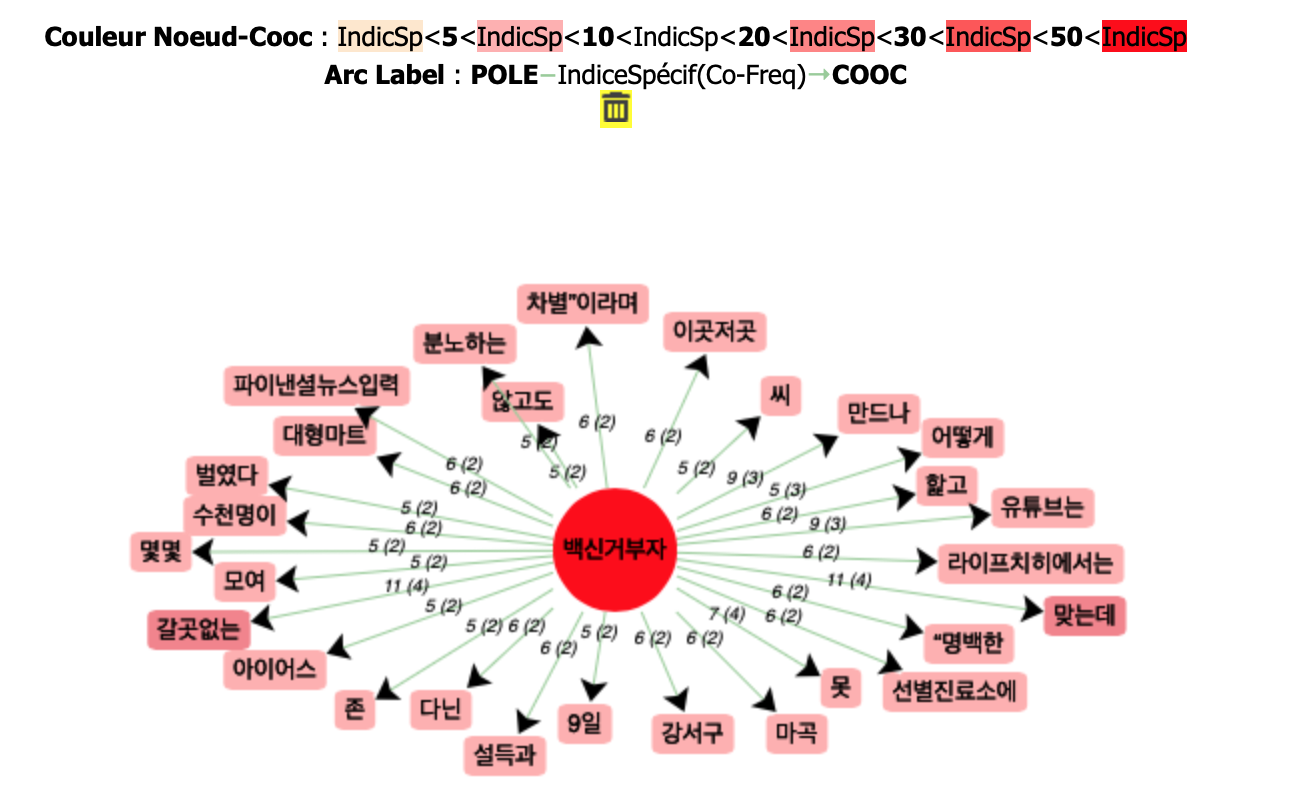 Couleur Noeud-Cooc : IndicSp<5<IndicSp<10<IndicSp<20<IndicSp<30<IndicSp<50<IndicSp
Arc Label : POLE−IndiceSpécif(Co-Freq)→COOC
차별”이라며
이곳저곳
분노하는
파이낸셜뉴스입력
않고도
씨
만드나
대형마트
어떻게
6 (2)
6 (2)
5 (2)
6 (2)
5 (2)
5 (2)
9 (3)
벌였다
핥고
6 (2)
5 (3)
유튜브는
수천명이
5 (2)
6 (2)
9 (3)
6 (2)
몇몇
5 (2)
백신거부자
6 (2)
라이프치히에서는
5 (2)
모여
11 (4)
11 (4)
6 (2)
맞는데
갈곳없는
5 (2)
7 (4)
6 (2)
5 (2)
6 (2)
5 (2)
6 (2)
6 (2)
“명백한
6 (2)
아이어스
못
선별진료소에
존
다닌
9일
강서구
마곡
설득과